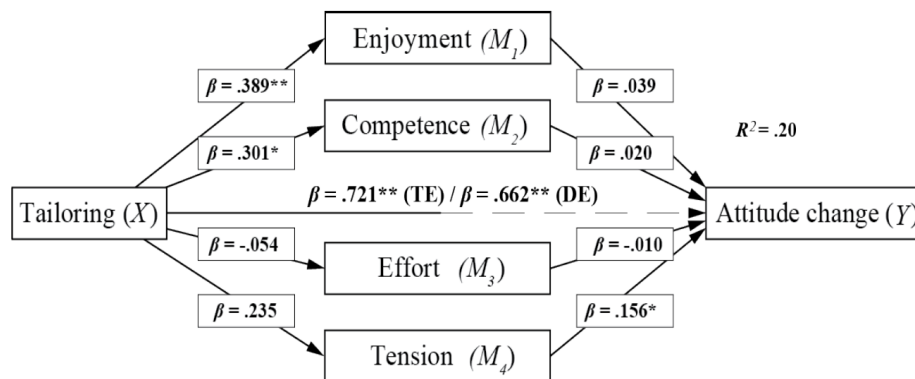 Enjoyment (M1)
β = .389**
β = .039
Competence (M2)
R² = .20
β = .301*
β = .020
β = .721** (TE) / β = .662** (DE)
Tailoring (X)
Attitude change (Y)
β = -.054
β = -.010
Effort (M3)
β = .235
β = .156*
Tension (M4)